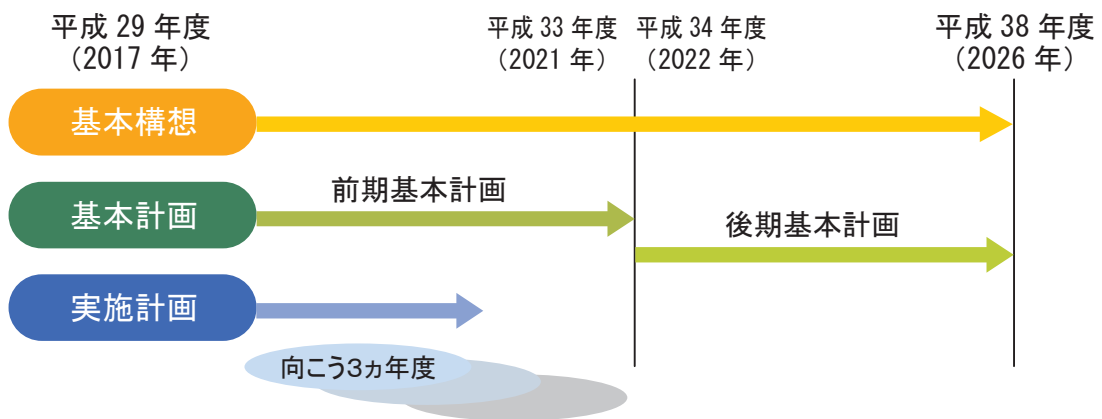 平成 29 年度
（2017 年）
平成 33 年度
（2021 年）
平成 34 年度
（2022 年）
平成 38 年度
（2026 年）
基本構想
基本計画
前期基本計画
後期基本計画
実施計画
向こう３ヵ年度